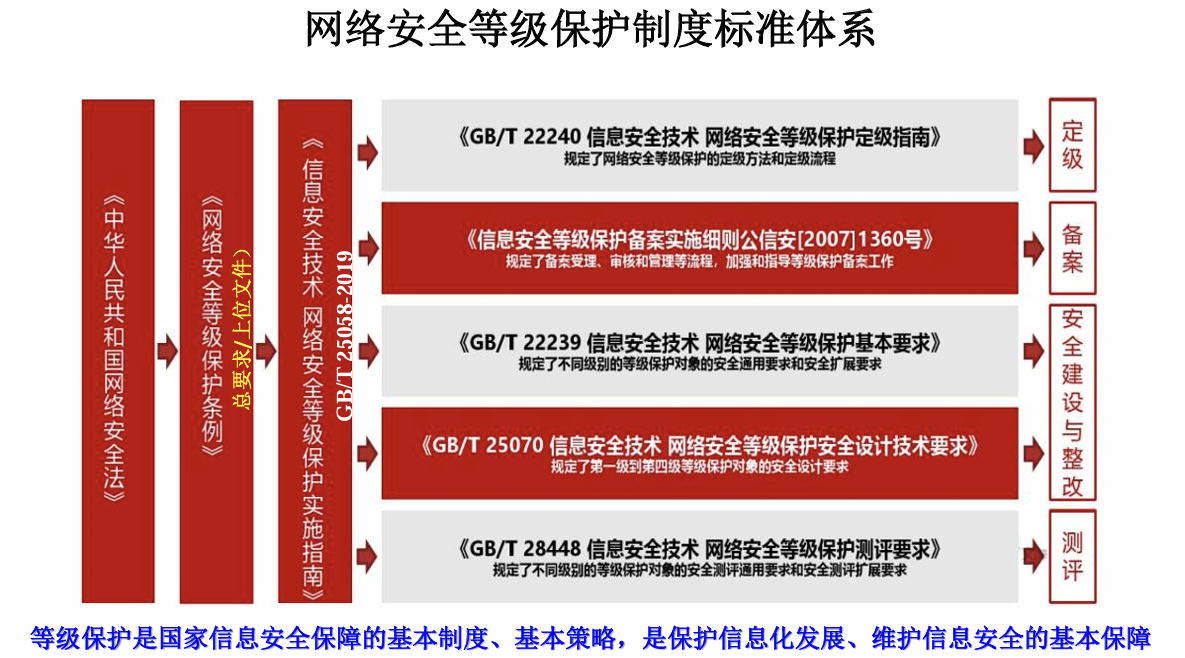 网络安全等级保护制度标准体系
《中华人民共和国网络安全法》
《网络安全等级保护条例》
总要求/上位文件）
《信息安全技术 网络安全等级保护实施指南》
GB/T 25058-2019
《GB/T 22240 信息安全技术 网络安全等级保护定级指南》
规定了网络安全等级保护的定级方法和定级流程
定级
《信息安全等级保护备案实施细则公信安[2007]1360号》
规定了备案受理、审核和管理等流程，加强和指导等级保护备案工作
备案
《GB/T 22239 信息安全技术 网络安全等级保护基本要求》
规定了不同级别的等级保护对象的安全通用要求和安全扩展要求
《GB/T 25070 信息安全技术 网络安全等级保护安全设计技术要求》
规定了第一级到第四级等级保护对象的安全设计要求
安全建设与整改
《GB/T 28448 信息安全技术 网络安全等级保护测评要求》
规定了不同级别的等级保护对象的安全测评通用要求和安全测评扩展要求
测评
等级保护是国家信息安全保障的基本制度、基本策略，是保护信息化发展、维护信息安全的基本保障